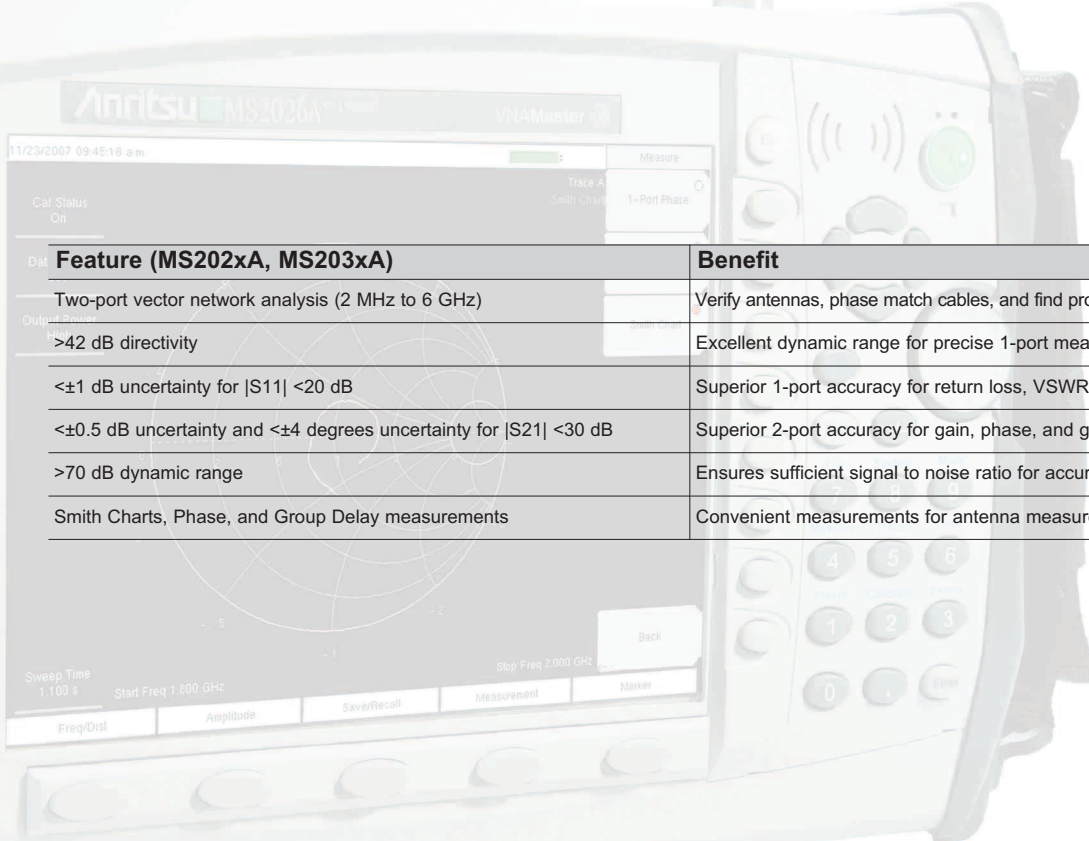 Anritsu MS2026A
VNA Master
11/23/2007 09:45:16 a.m.
Measure
Trace A
Smith Chart
1-Port Phase
Cal Status
On
Feature (MS202xA, MS203xA) Benefit
Two-port vector network analysis (2 MHz to 6 GHz) Verify antennas, phase match cables, and find
Output Power
High
Smith Chart
>42 dB directivity Excellent dynamic range for precise 1-port
<±1 dB uncertainty for |S11| <20 dB Superior 1-port accuracy for return loss, VSWR
<±0.5 dB uncertainty and <±4 degrees uncertainty for |S21| <30 dB Superior 2-port accuracy for gain, phase, and
>70 dB dynamic range Ensures sufficient signal to noise ratio for
7 8 9
Smith Charts, Phase, and Group Delay measurements Convenient measurements for antenna
4 5 6
1 2 3
Back
0 . Enter
Sweep Time
1.100 s
Start Freq 1.800 GHz
Stop Freq 2.000 GHz
Freq/Dist Amplitude Save/Recall Measurement Marker